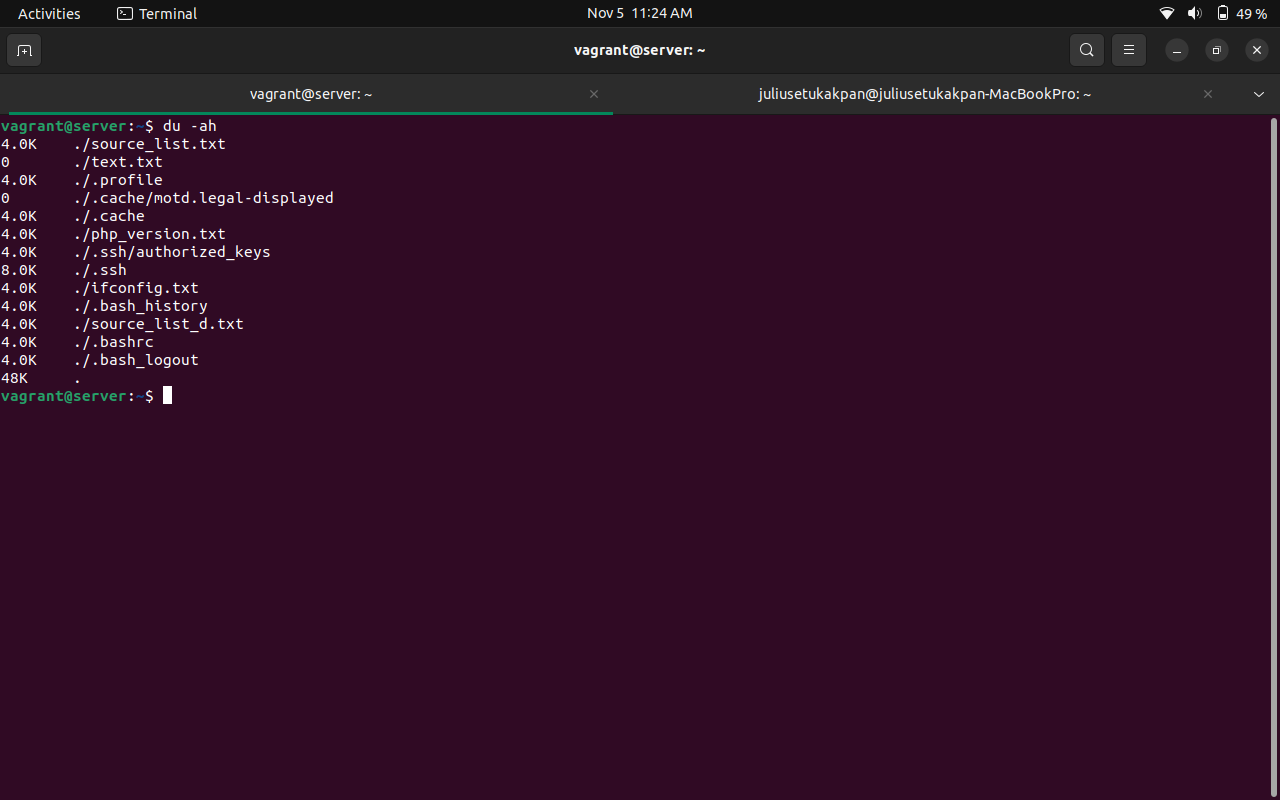 Activities Terminal Nov 5 11:24 AM 49 %
vagrant@server: ~
vagrant@server: ~ juliusetukakpan@juliusetukakpan-MacBookPro: ~
vagrant@server:~$ du -ah
4.0K ./source_list.txt
0 ./text.txt
4.0K ./.profile
0 ./.cache/motd.legal-displayed
4.0K ./.cache
4.0K ./php_version.txt
4.0K ./.ssh/authorized_keys
8.0K ./.ssh
4.0K ./ifconfig.txt
4.0K ./.bash_history
4.0K ./source_list_d.txt
4.0K ./.bashrc
4.0K ./.bash_logout
48K .
vagrant@server:~$